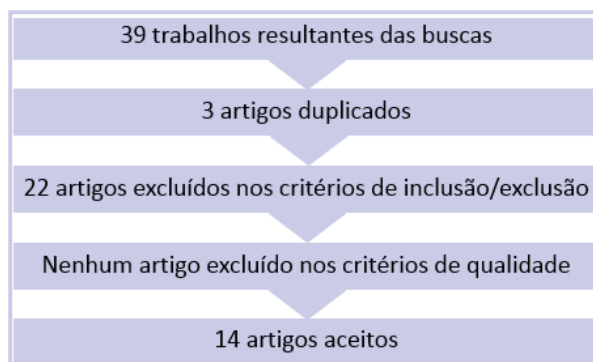 39 trabalhos resultantes das buscas
3 artigos duplicados
22 artigos excluídos nos critérios de inclusão/exclusão
Nenhum artigo excluído nos critérios de qualidade
14 artigos aceitos